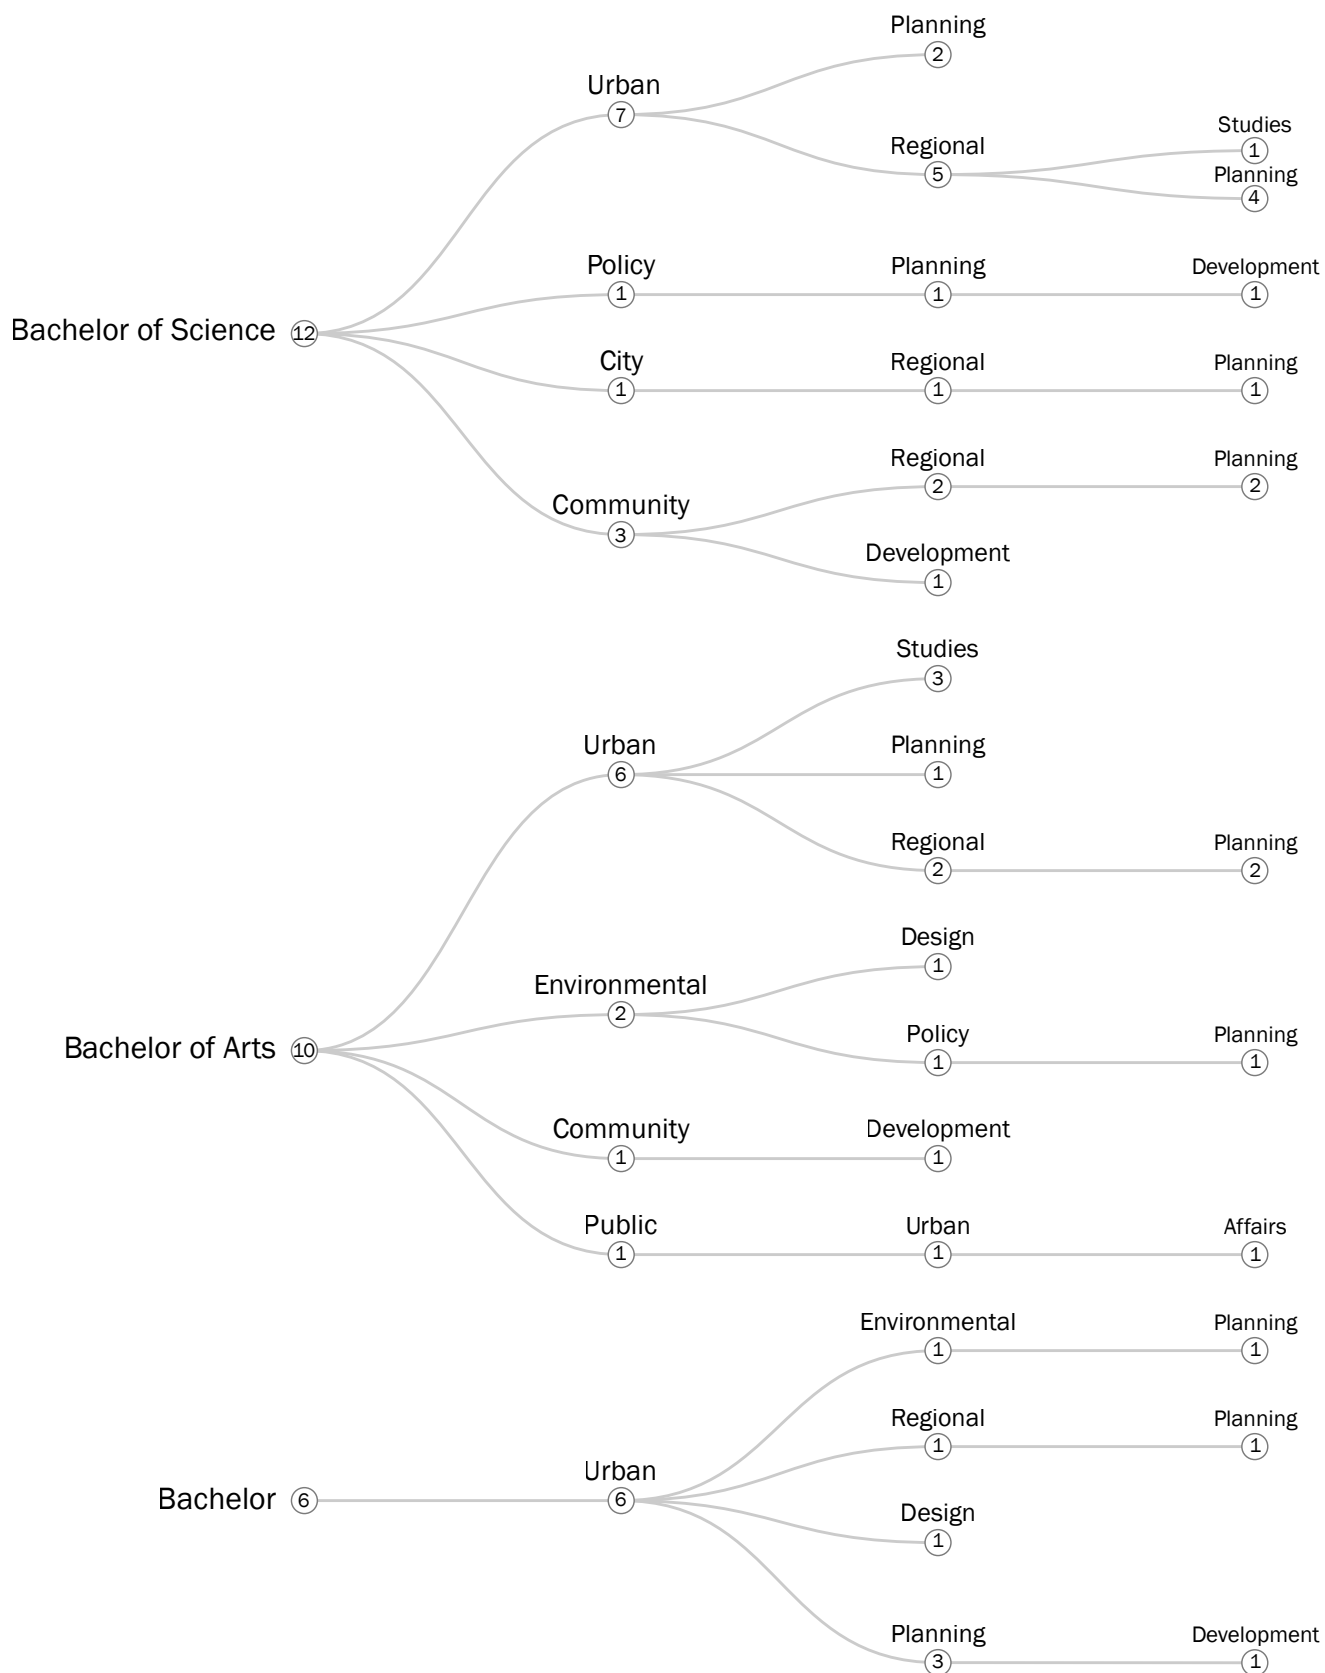 Planning
2
Urban
7
Studies
1
Regional
5
Planning
4
Policy
1
Planning
1
Development
1
Bachelor of Science 12
City
1
Regional
1
Planning
1
Regional
2
Planning
2
Community
3
Development
1
Studies
3
Urban
6
Planning
1
Regional
2
Planning
2
Design
1
Environmental
2
Policy
1
Planning
1
Bachelor of Arts 10
Community
1
Development
1
Public
1
Urban
1
Affairs
1
Environmental
1
Planning
1
Regional
1
Planning
1
Urban
6
Bachelor 6
Design
1
Planning
3
Development
1